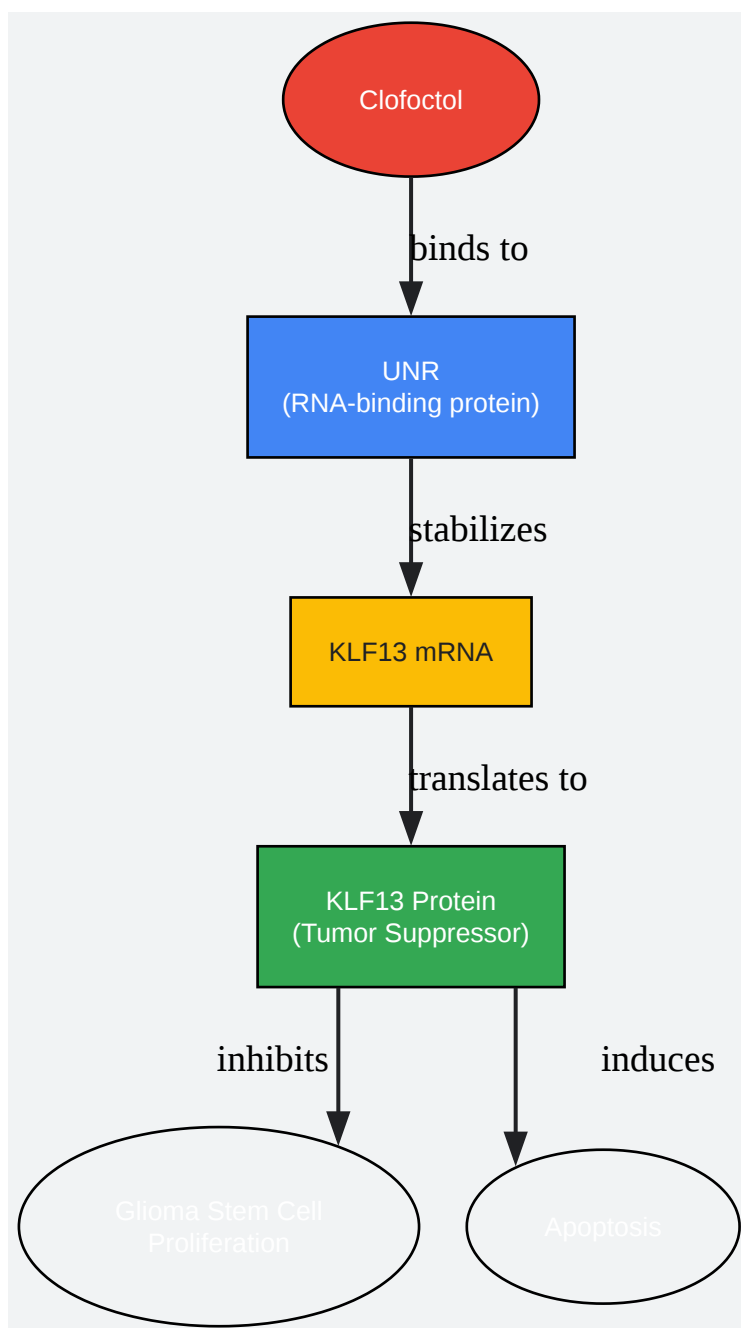 Clofoctol
binds to
UNR
(RNA-binding protein)
stabilizes
KLF13 mRNA
translates to
KLF13 Protein
(Tumor Suppressor)
inhibits
induces
Glioma Stem Cell
Proliferation
Apoptosis